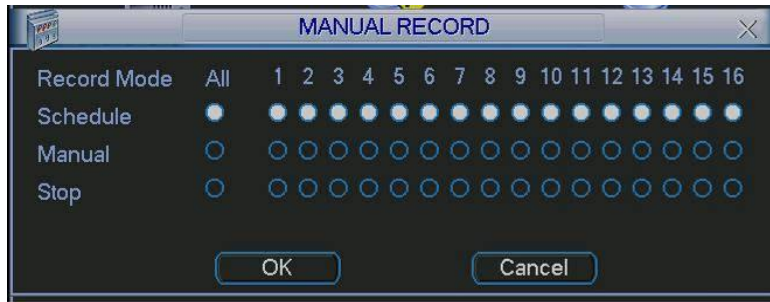 MANUAL RECORD
Record Mode All 1 2 3 4 5 6 7 8 9 10 11 12 13 14 15 16
Schedule
Manual
Stop
OK Cancel